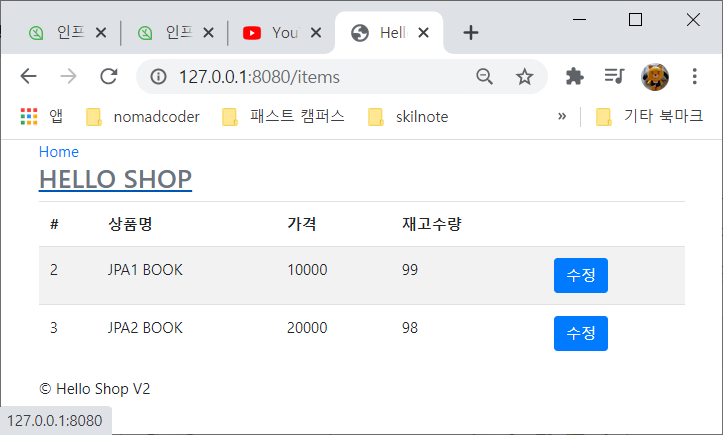 인프
인프
You
Hello
127.0.0.1:8080/items
앱
nomadcoder
패스트 캠퍼스
skilnote
»
기타 북마크
Home
HELLO SHOP
# 상품명 가격 재고수량
2 JPA1 BOOK 10000 99 수정
3 JPA2 BOOK 20000 98 수정
© Hello Shop V2
127.0.0.1:8080